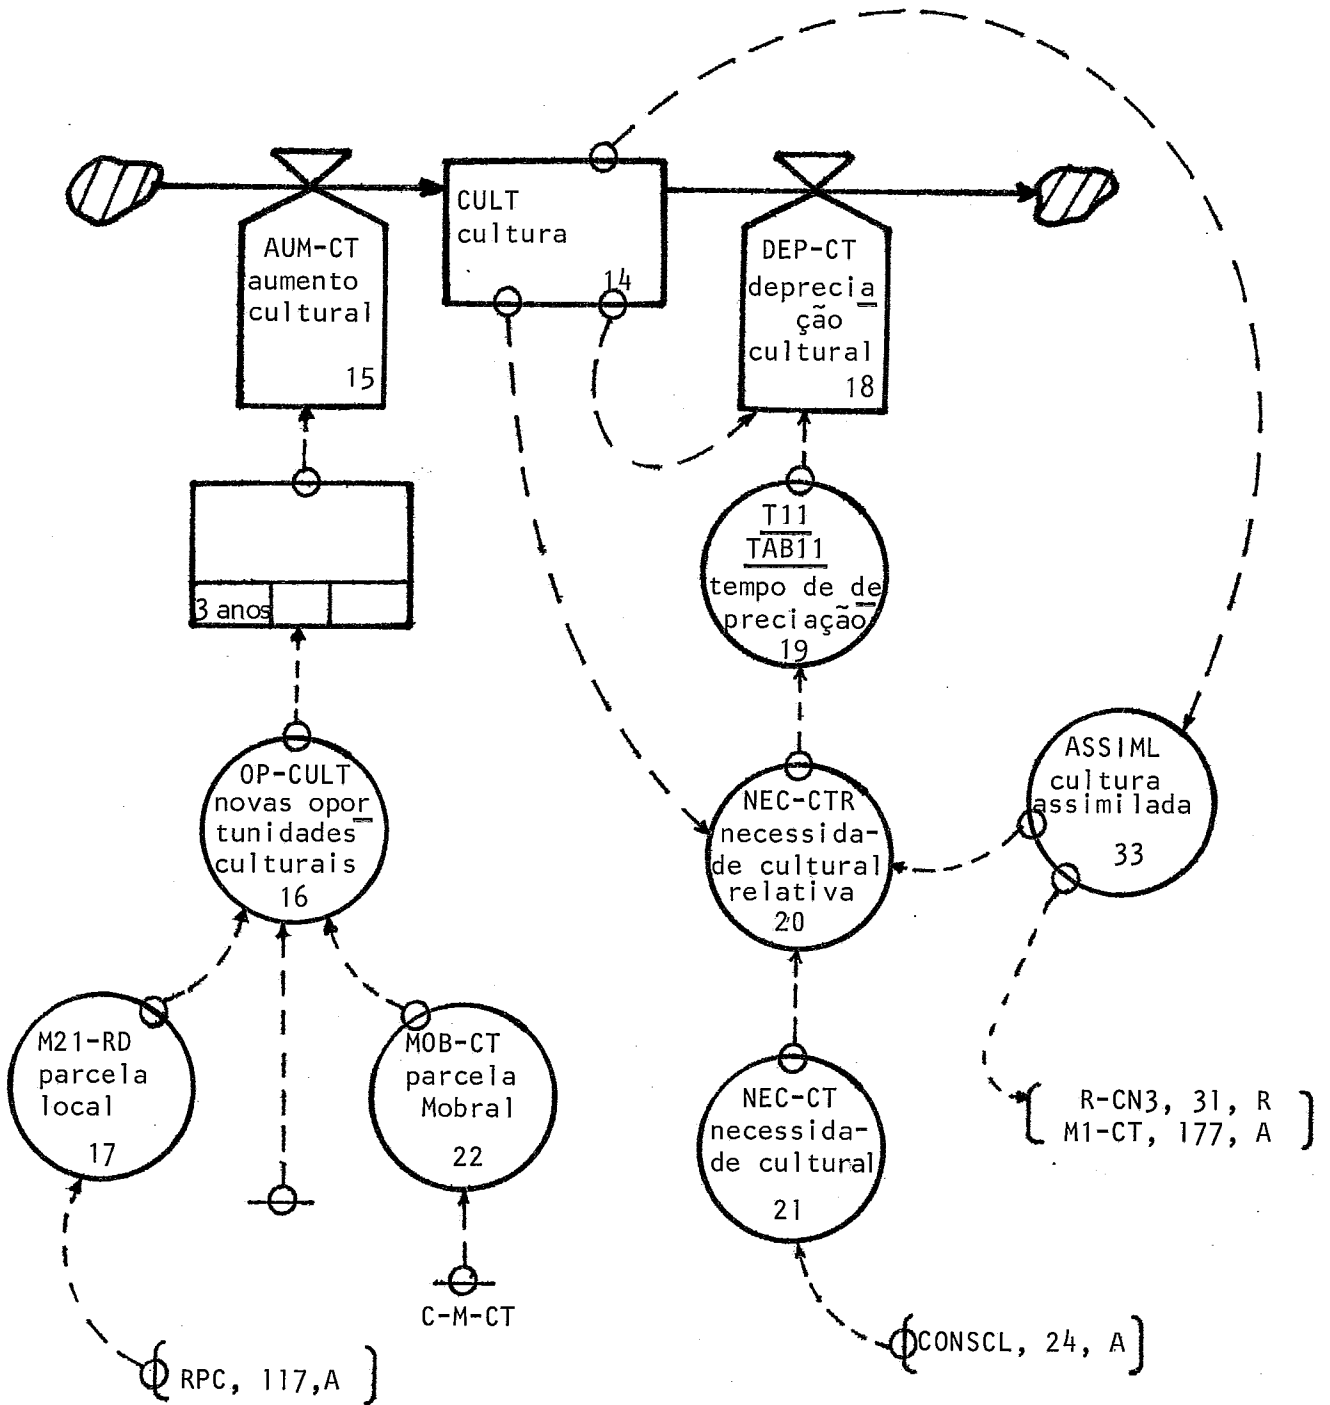 CULT
cultura
14
AUM-CT
aumento
cultural
15
DEP-CT
deprecia
ção
cultural
18
3 anos
T11
TAB11
tempo de de
preciação
19
OP-CULT
novas opor
tunidades
culturais
16
NEC-CTR
necessida-
de cultural
relativa
20
ASSIML
cultura
assimilada
33
M21-RD
parcela
local
17
MOB-CT
parcela
Mobral
22
NEC-CT
necessida-
de cultural
21
R-CN3, 31, R
M1-CT, 177, A
C-M-CT
CONSCL, 24, A
RPC, 117,A